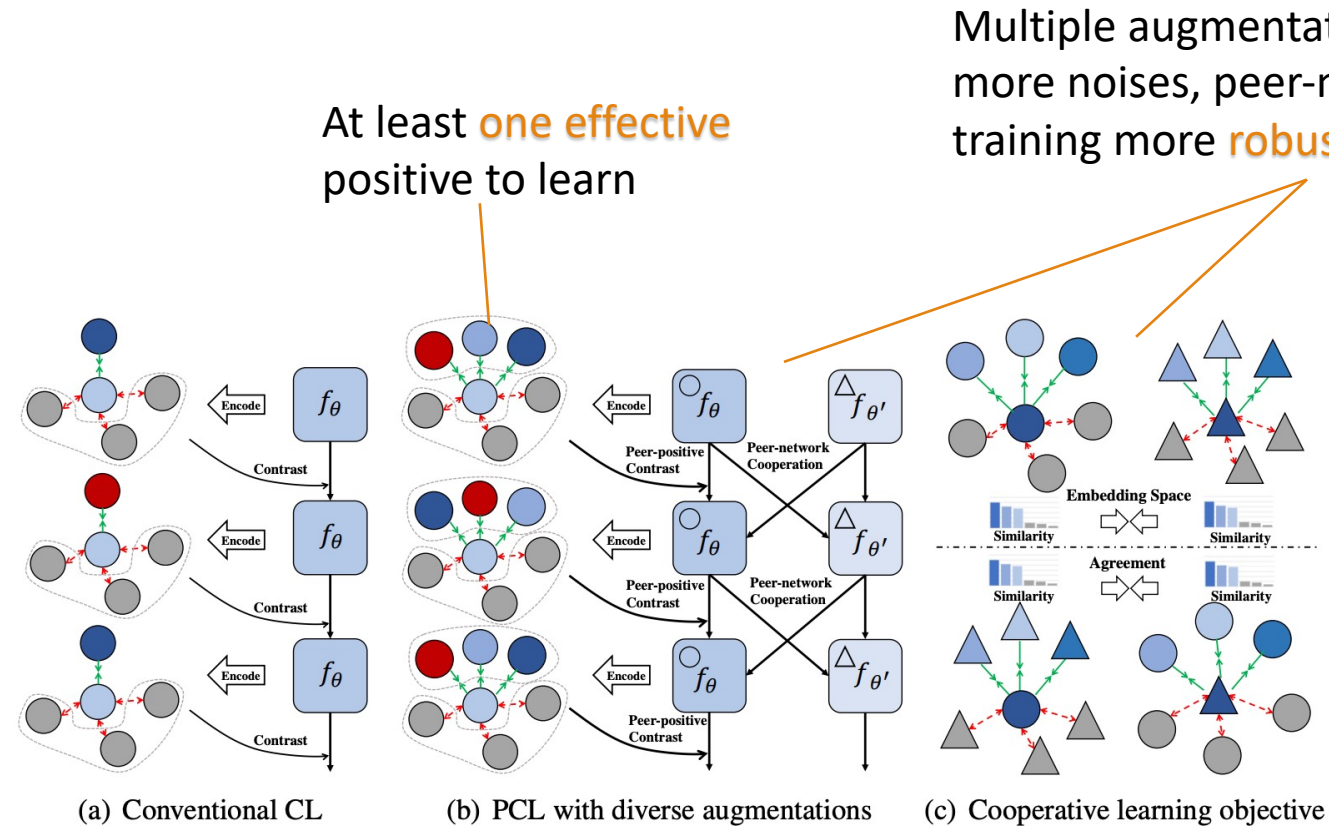 Multiple augmentat
more noises, peer-r
training more robus
At least one effective
positive to learn
Encode
fθ
Contrast
Encode
fθ
Contrast
Encode
fθ
Contrast
(a) Conventional CL
Encode
fθ
fθ′
Peer-positive
Contrast
Peer-network
Cooperation
Encode
fθ
fθ′
Peer-positive
Contrast
Peer-network
Cooperation
Encode
fθ
fθ′
Peer-positive
Contrast
(b) PCL with diverse augmentations
Embedding Space
Similarity
Similarity
Agreement
Similarity
Similarity
(c) Cooperative learning objective